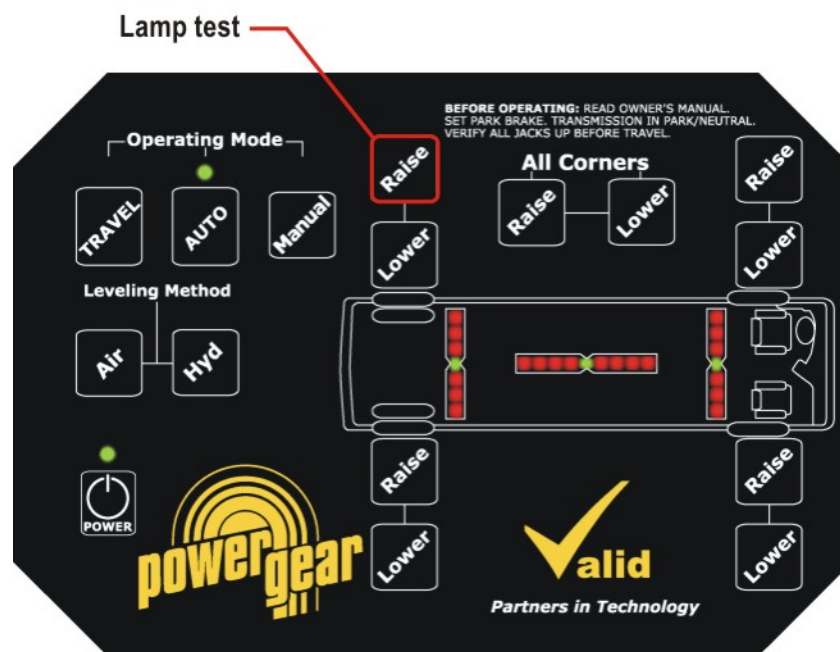 Lamp test
BEFORE OPERATING: READ OWNER'S MANUAL.
SET PARK BRAKE. TRANSMISSION IN PARK/NEUTRAL.
VERIFY ALL JACKS UP BEFORE TRAVEL.
Operating Mode
TRAVEL
AUTO
Manual
Raise
Lower
All Corners
Raise
Lower
Raise
Lower
Leveling Method
Air
Hyd
POWER
Raise
Lower
Raise
Lower
power gear
Valid
Partners in Technology